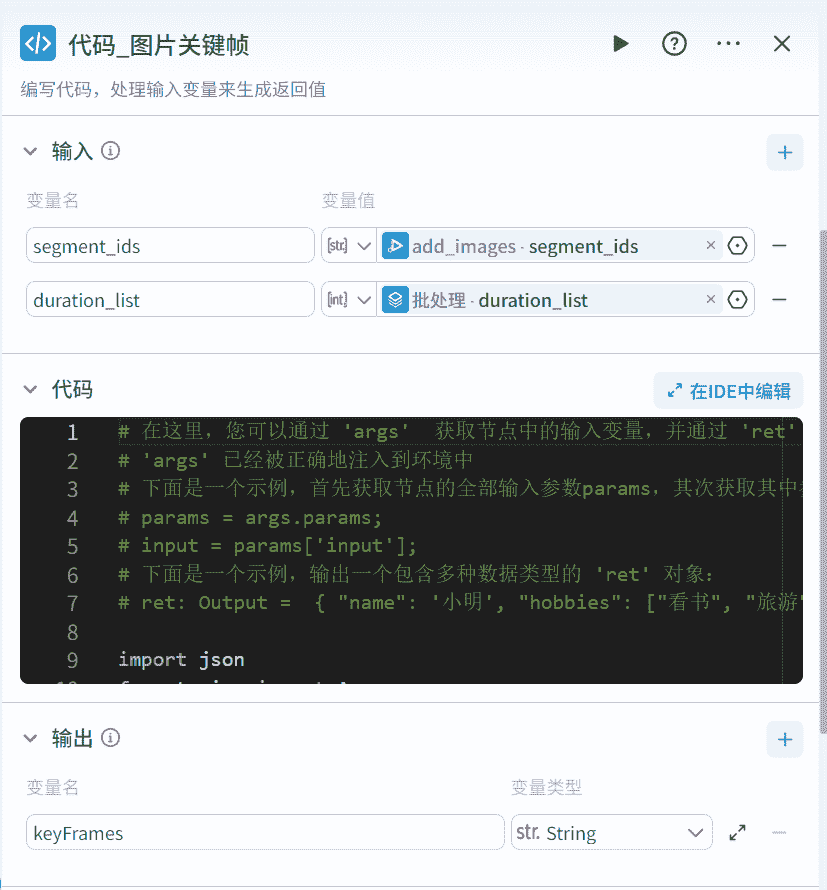 代码_图片关键帧
编写代码，处理输入变量来生成返回值
输入
变量名 变量值
segment_ids [str] add_images · segment_ids
duration_list [int] 批处理 · duration_list
代码 在IDE中编辑
1 # 在这里，您可以通过 'args' 获取节点中的输入变量，并通过 'ret'
2 # 'args' 已经被正确地注入到环境中
3 # 下面是一个示例，首先获取节点的全部输入参数params，其次获取其中
4 # params = args.params;
5 # input = params['input'];
6 # 下面是一个示例，输出一个包含多种数据类型的 'ret' 对象：
7 # ret: Output = { "name": '小明', "hobbies": ["看书", "旅游"
8
9 import json
输出
变量名 变量类型
keyFrames str. String